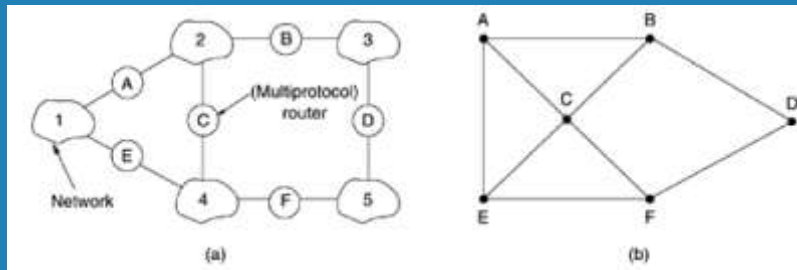 2 B 3
A
(Multiprotocol)
router
1 C D
E
Network
4 F 5
(a)
A B
C
D
E F
(b)